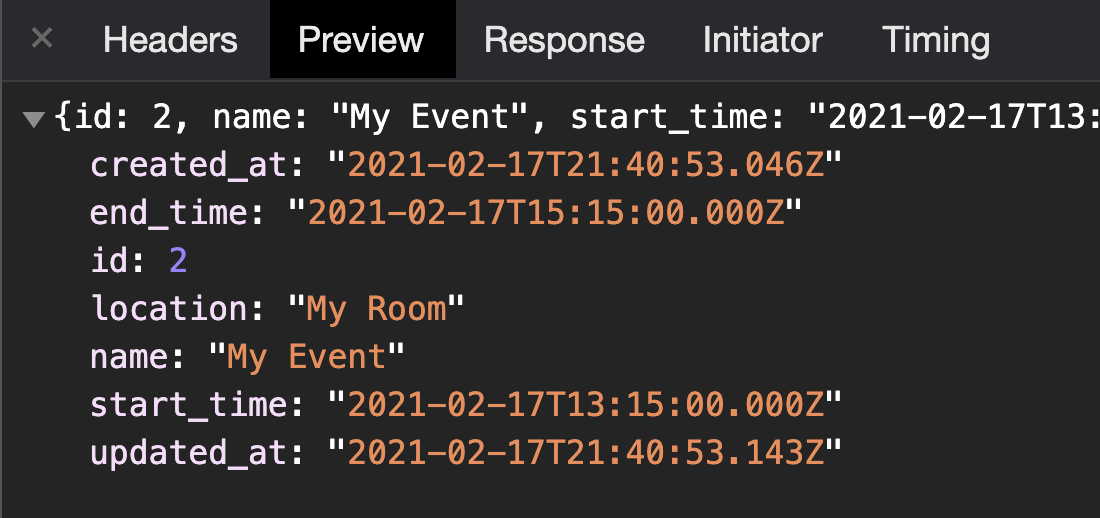 × Headers Preview Response Initiator Timing
▼{id: 2, name: "My Event", start_time: "2021-02-17T13:
created_at: "2021-02-17T21:40:53.046Z"
end_time: "2021-02-17T15:15:00.000Z"
id: 2
location: "My Room"
name: "My Event"
start_time: "2021-02-17T13:15:00.000Z"
updated_at: "2021-02-17T21:40:53.143Z"